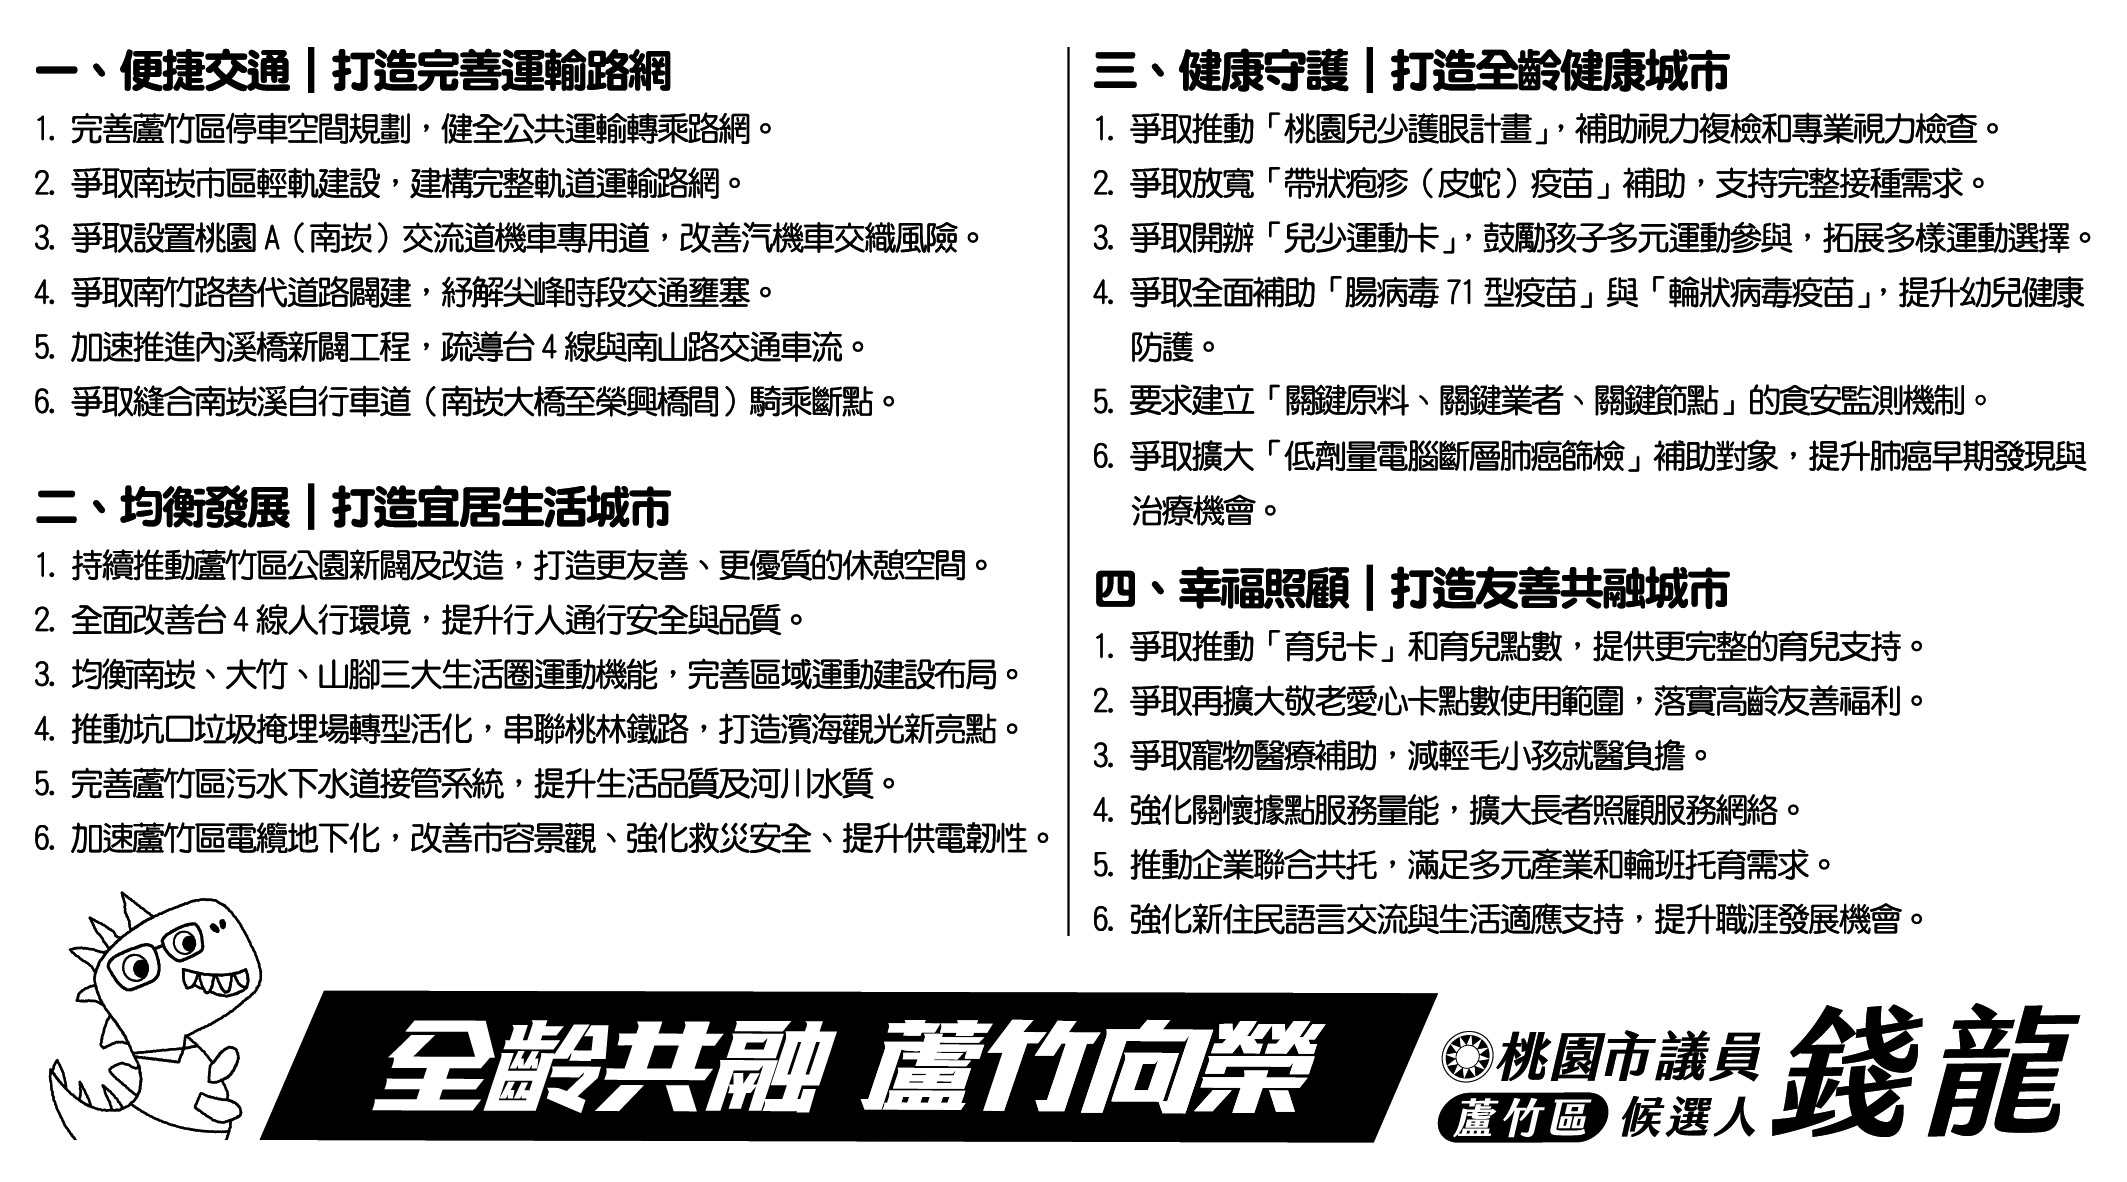 一、便捷交通｜打造完善運輸路網
1. 完善蘆竹區停車空間規劃，健全公共運輸轉乘路網。
2. 爭取南崁市區輕軌建設，建構完整軌道運輸路網。
3. 爭取設置桃園 A（南崁）交流道機車專用道，改善汽機車交織風險。
4. 爭取南竹路替代道路闢建，紓解尖峰時段交通壅塞。
5. 加速推進內溪橋新闢工程，疏導台 4 線與南山路交通車流。
6. 爭取縫合南崁溪自行車道（南崁大橋至榮興橋間）騎乘斷點。
二、均衡發展｜打造宜居生活城市
1. 持續推動蘆竹區公園新闢及改造，打造更友善、更優質的休憩空間。
2. 全面改善台 4 線人行環境，提升行人通行安全與品質。
3. 均衡南崁、大竹、山腳三大生活圈運動機能，完善區域運動建設布局。
4. 推動坑口垃圾掩埋場轉型活化，串聯桃林鐵路，打造濱海觀光新亮點。
5. 完善蘆竹區污水下水道接管系統，提升生活品質及河川水質。
6. 加速蘆竹區電纜地下化，改善市容景觀、強化救災安全、提升供電韌性。
三、健康守護｜打造全齡健康城市
1. 爭取推動「桃園兒少護眼計畫」，補助視力複檢和專業視力檢查。
2. 爭取放寬「帶狀疱疹（皮蛇）疫苗」補助，支持完整接種需求。
3. 爭取開辦「兒少運動卡」，鼓勵孩子多元運動參與，拓展多樣運動選擇。
4. 爭取全面補助「腸病毒 71 型疫苗」與「輪狀病毒疫苗」，提升幼兒健康
防護。
5. 要求建立「關鍵原料、關鍵業者、關鍵節點」的食安監測機制。
6. 爭取擴大「低劑量電腦斷層肺癌篩檢」補助對象，提升肺癌早期發現與
治療機會。
四、幸福照顧｜打造友善共融城市
1. 爭取推動「育兒卡」和育兒點數，提供更完整的育兒支持。
2. 爭取再擴大敬老愛心卡點數使用範圍，落實高齡友善福利。
3. 爭取寵物醫療補助，減輕毛小孩就醫負擔。
4. 強化關懷據點服務量能，擴大長者照顧服務網絡。
5. 推動企業聯合共托，滿足多元產業和輪班托育需求。
6. 強化新住民語言交流與生活適應支持，提升職涯發展機會。
全齡共融 蘆竹向榮
桃園市議員
蘆竹區 候選人
錢龍